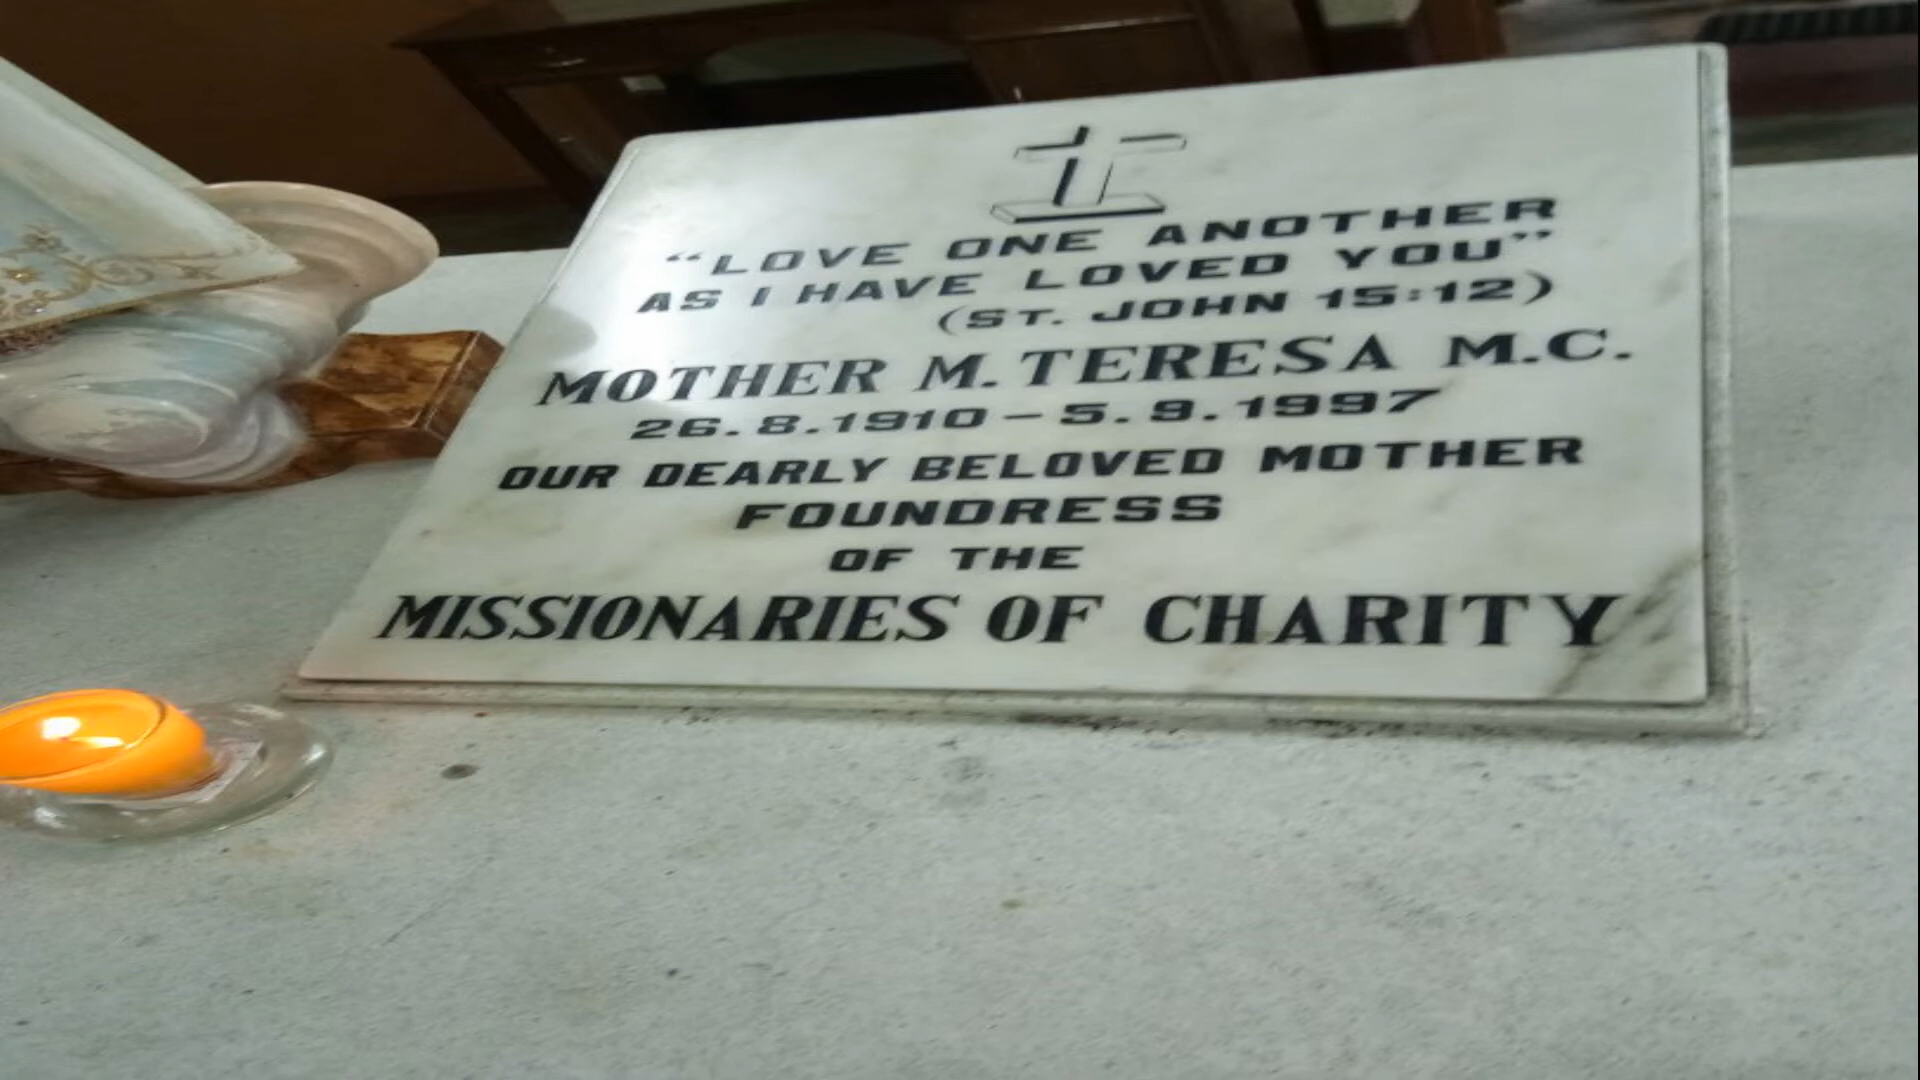 “LOVE ONE ANOTHER
AS I HAVE LOVED YOU”
(ST. JOHN 15:12)
MOTHER M. TERESA M.C.
26.8.1910 – 5.9.1997
OUR DEARLY BELOVED MOTHER
FOUNDRESS
OF THE
MISSIONARIES OF CHARITY